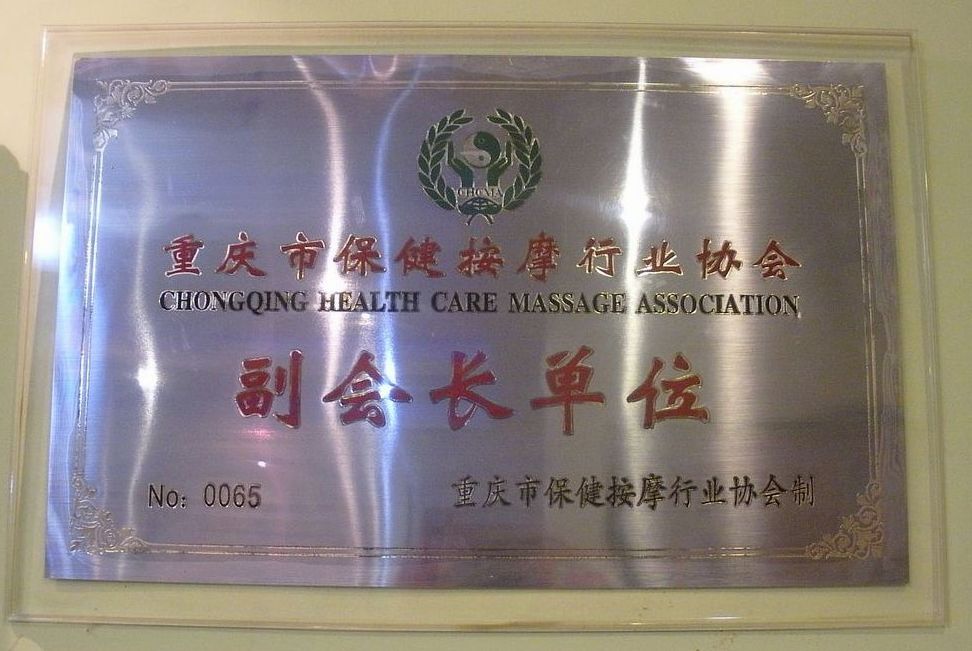 CHCMA
重庆市保健按摩行业协会
CHONGQING HEALTH CARE MASSAGE ASSOCIATION
副会长单位
No: 0065
重庆市保健按摩行业协会制